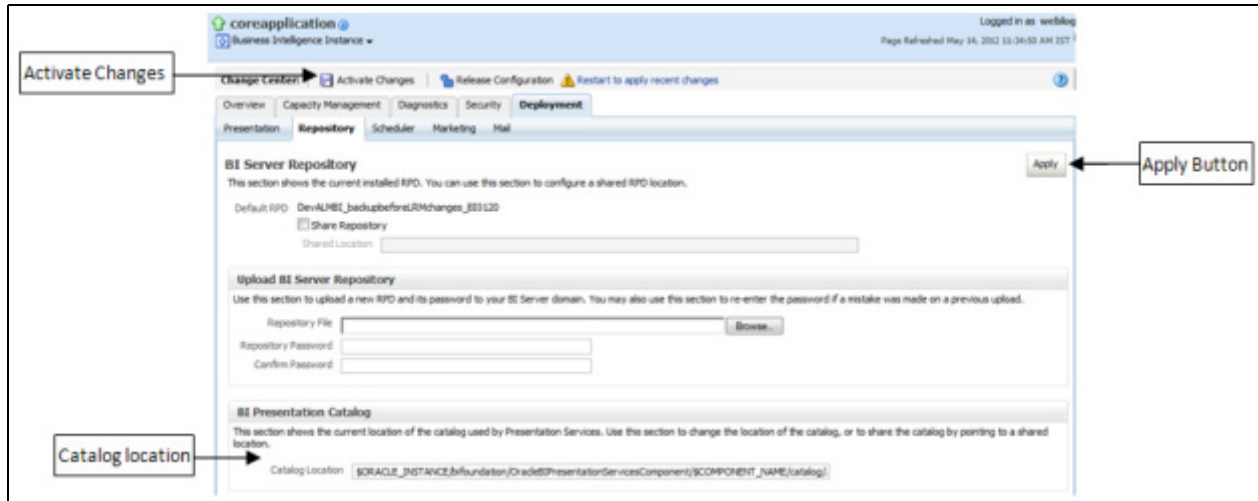 coreapplication
Logged in as weblog
Business Intelligence Instance
Page Refreshed May 14, 2012 11:34:50 AM IST
Activate Changes
Change Center: Activate Changes Release Configuration Restart to apply recent changes
Overview Capacity Management Diagnostics Security Deployment
Presentation Repository Scheduler Marketing Mail
BI Server Repository
Apply
Apply Button
This section shows the current installed RPD. You can use this section to configure a shared RPD location.
Default RPD DevALMBI_backupbeforeLRMchanges_BI0120
Share Repository
Shared Location
Upload BI Server Repository
Use this section to upload a new RPD and its password to your BI Server domain. You may also use this section to re-enter the password if a mistake was made on a previous upload.
Repository File Browse...
Repository Password
Confirm Password
BI Presentation Catalog
This section shows the current location of the catalog used by Presentation Services. Use this section to change the location of the catalog, or to share the catalog by pointing to a shared
location.
Catalog location
Catalog Location $ORACLE_INSTANCE/bifoundation/OracleBIPresentationServicesComponent/$COMPONENT_NAME/catalog/